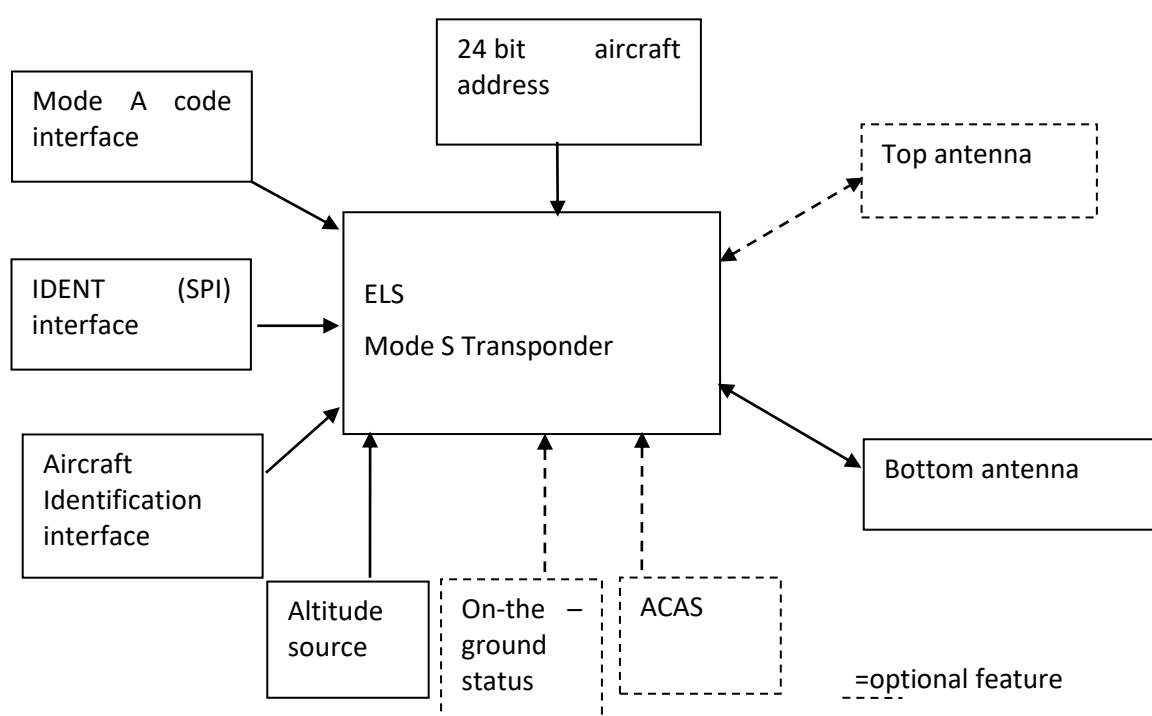 24 bit aircraft
address
Mode A code
interface
Top antenna
IDENT (SPI)
interface
ELS
Mode S Transponder
Aircraft
Identification
interface
Bottom antenna
Altitude
source
On-the –
ground
status
ACAS
=optional feature